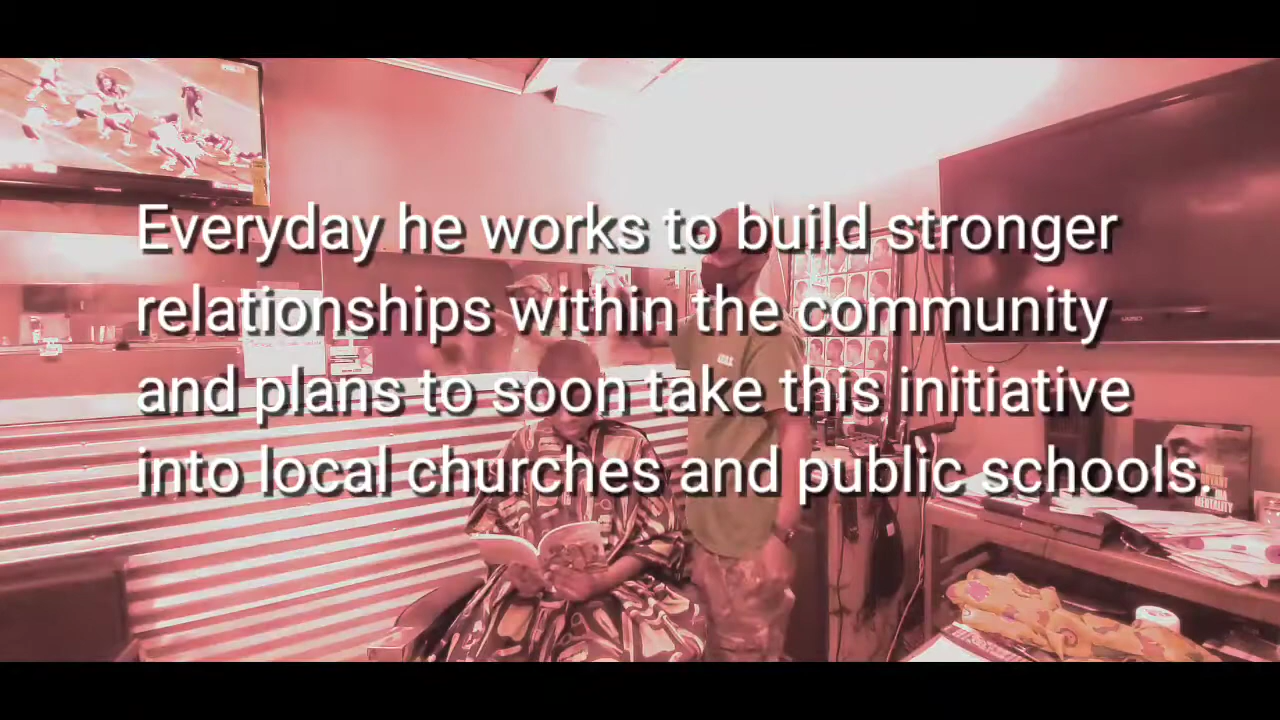 Everyday he works to build stronger
relationships within the community
and plans to soon take this initiative
into local churches and public schools.
MENTALITY